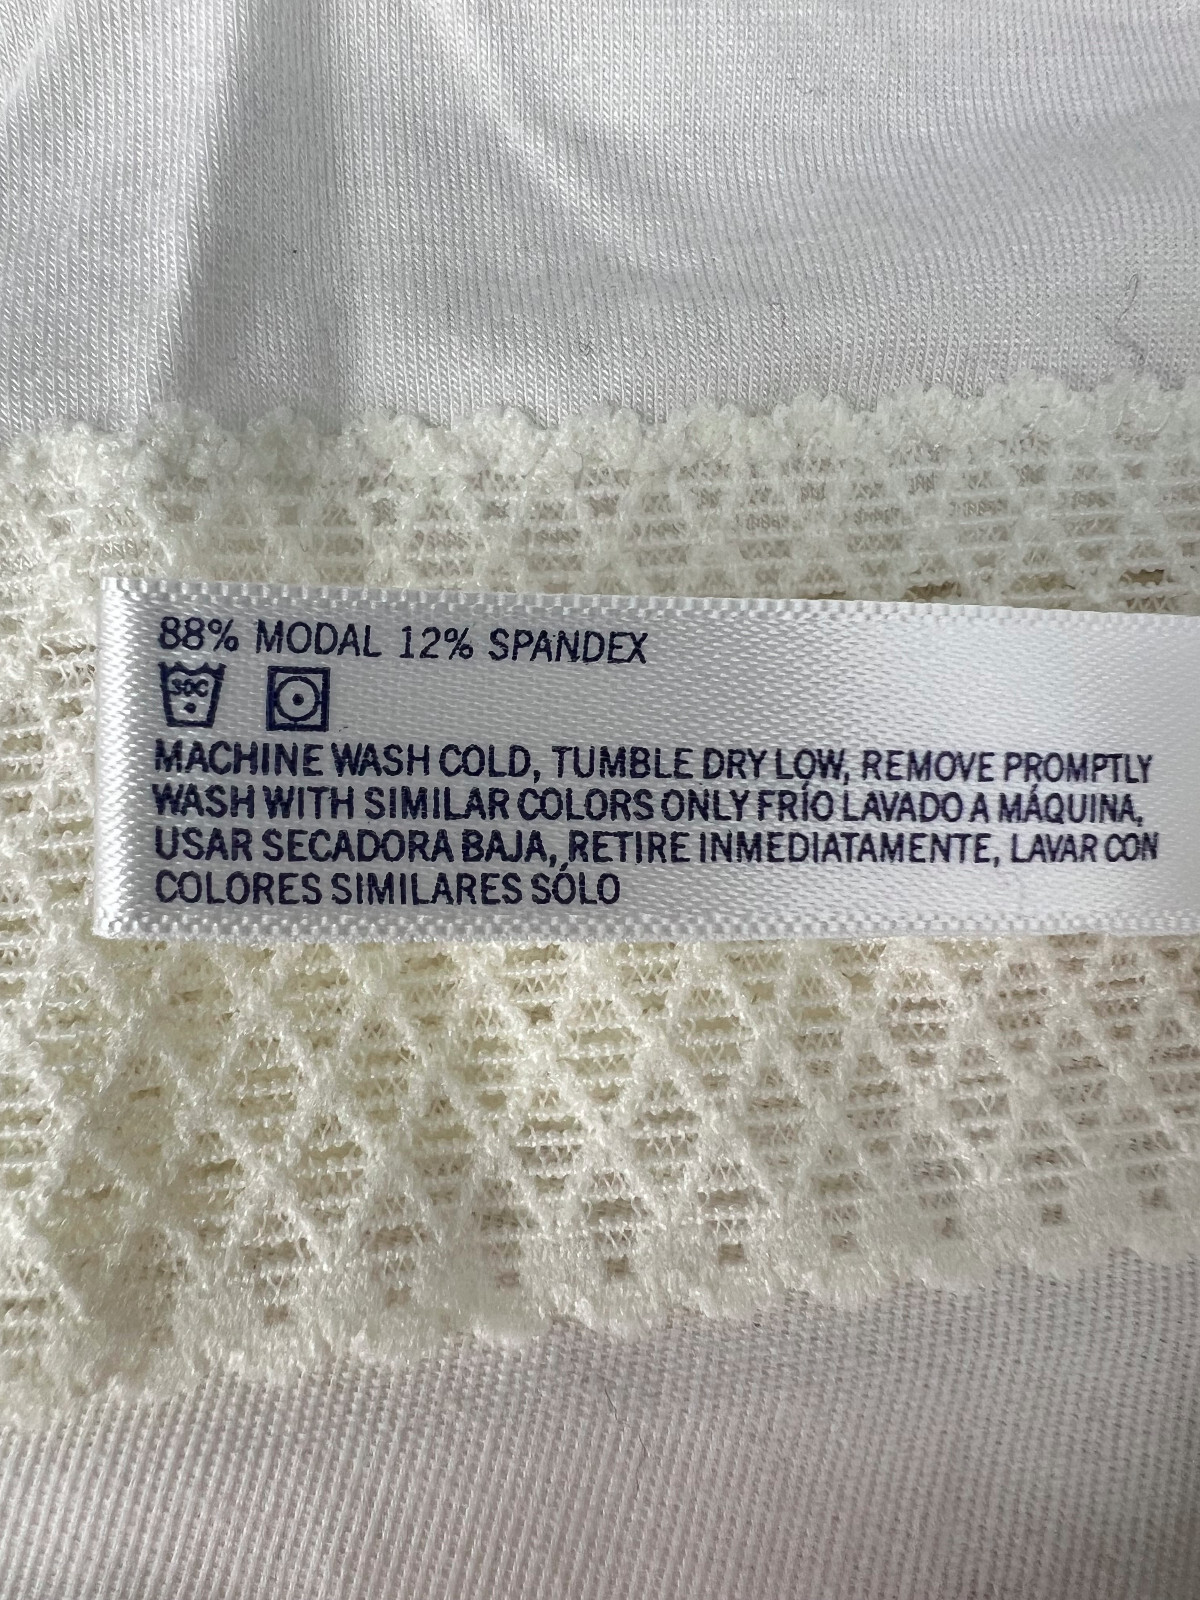 88% MODAL 12% SPANDEX
30C
MACHINE WASH COLD, TUMBLE DRY LOW, REMOVE PROMPTLY
WASH WITH SIMILAR COLORS ONLY FRÍO LAVADO A MÁQUINA,
USAR SECADORA BAJA, RETIRE INMEDIATAMENTE, LAVAR CON
COLORES SIMILARES SÓLO